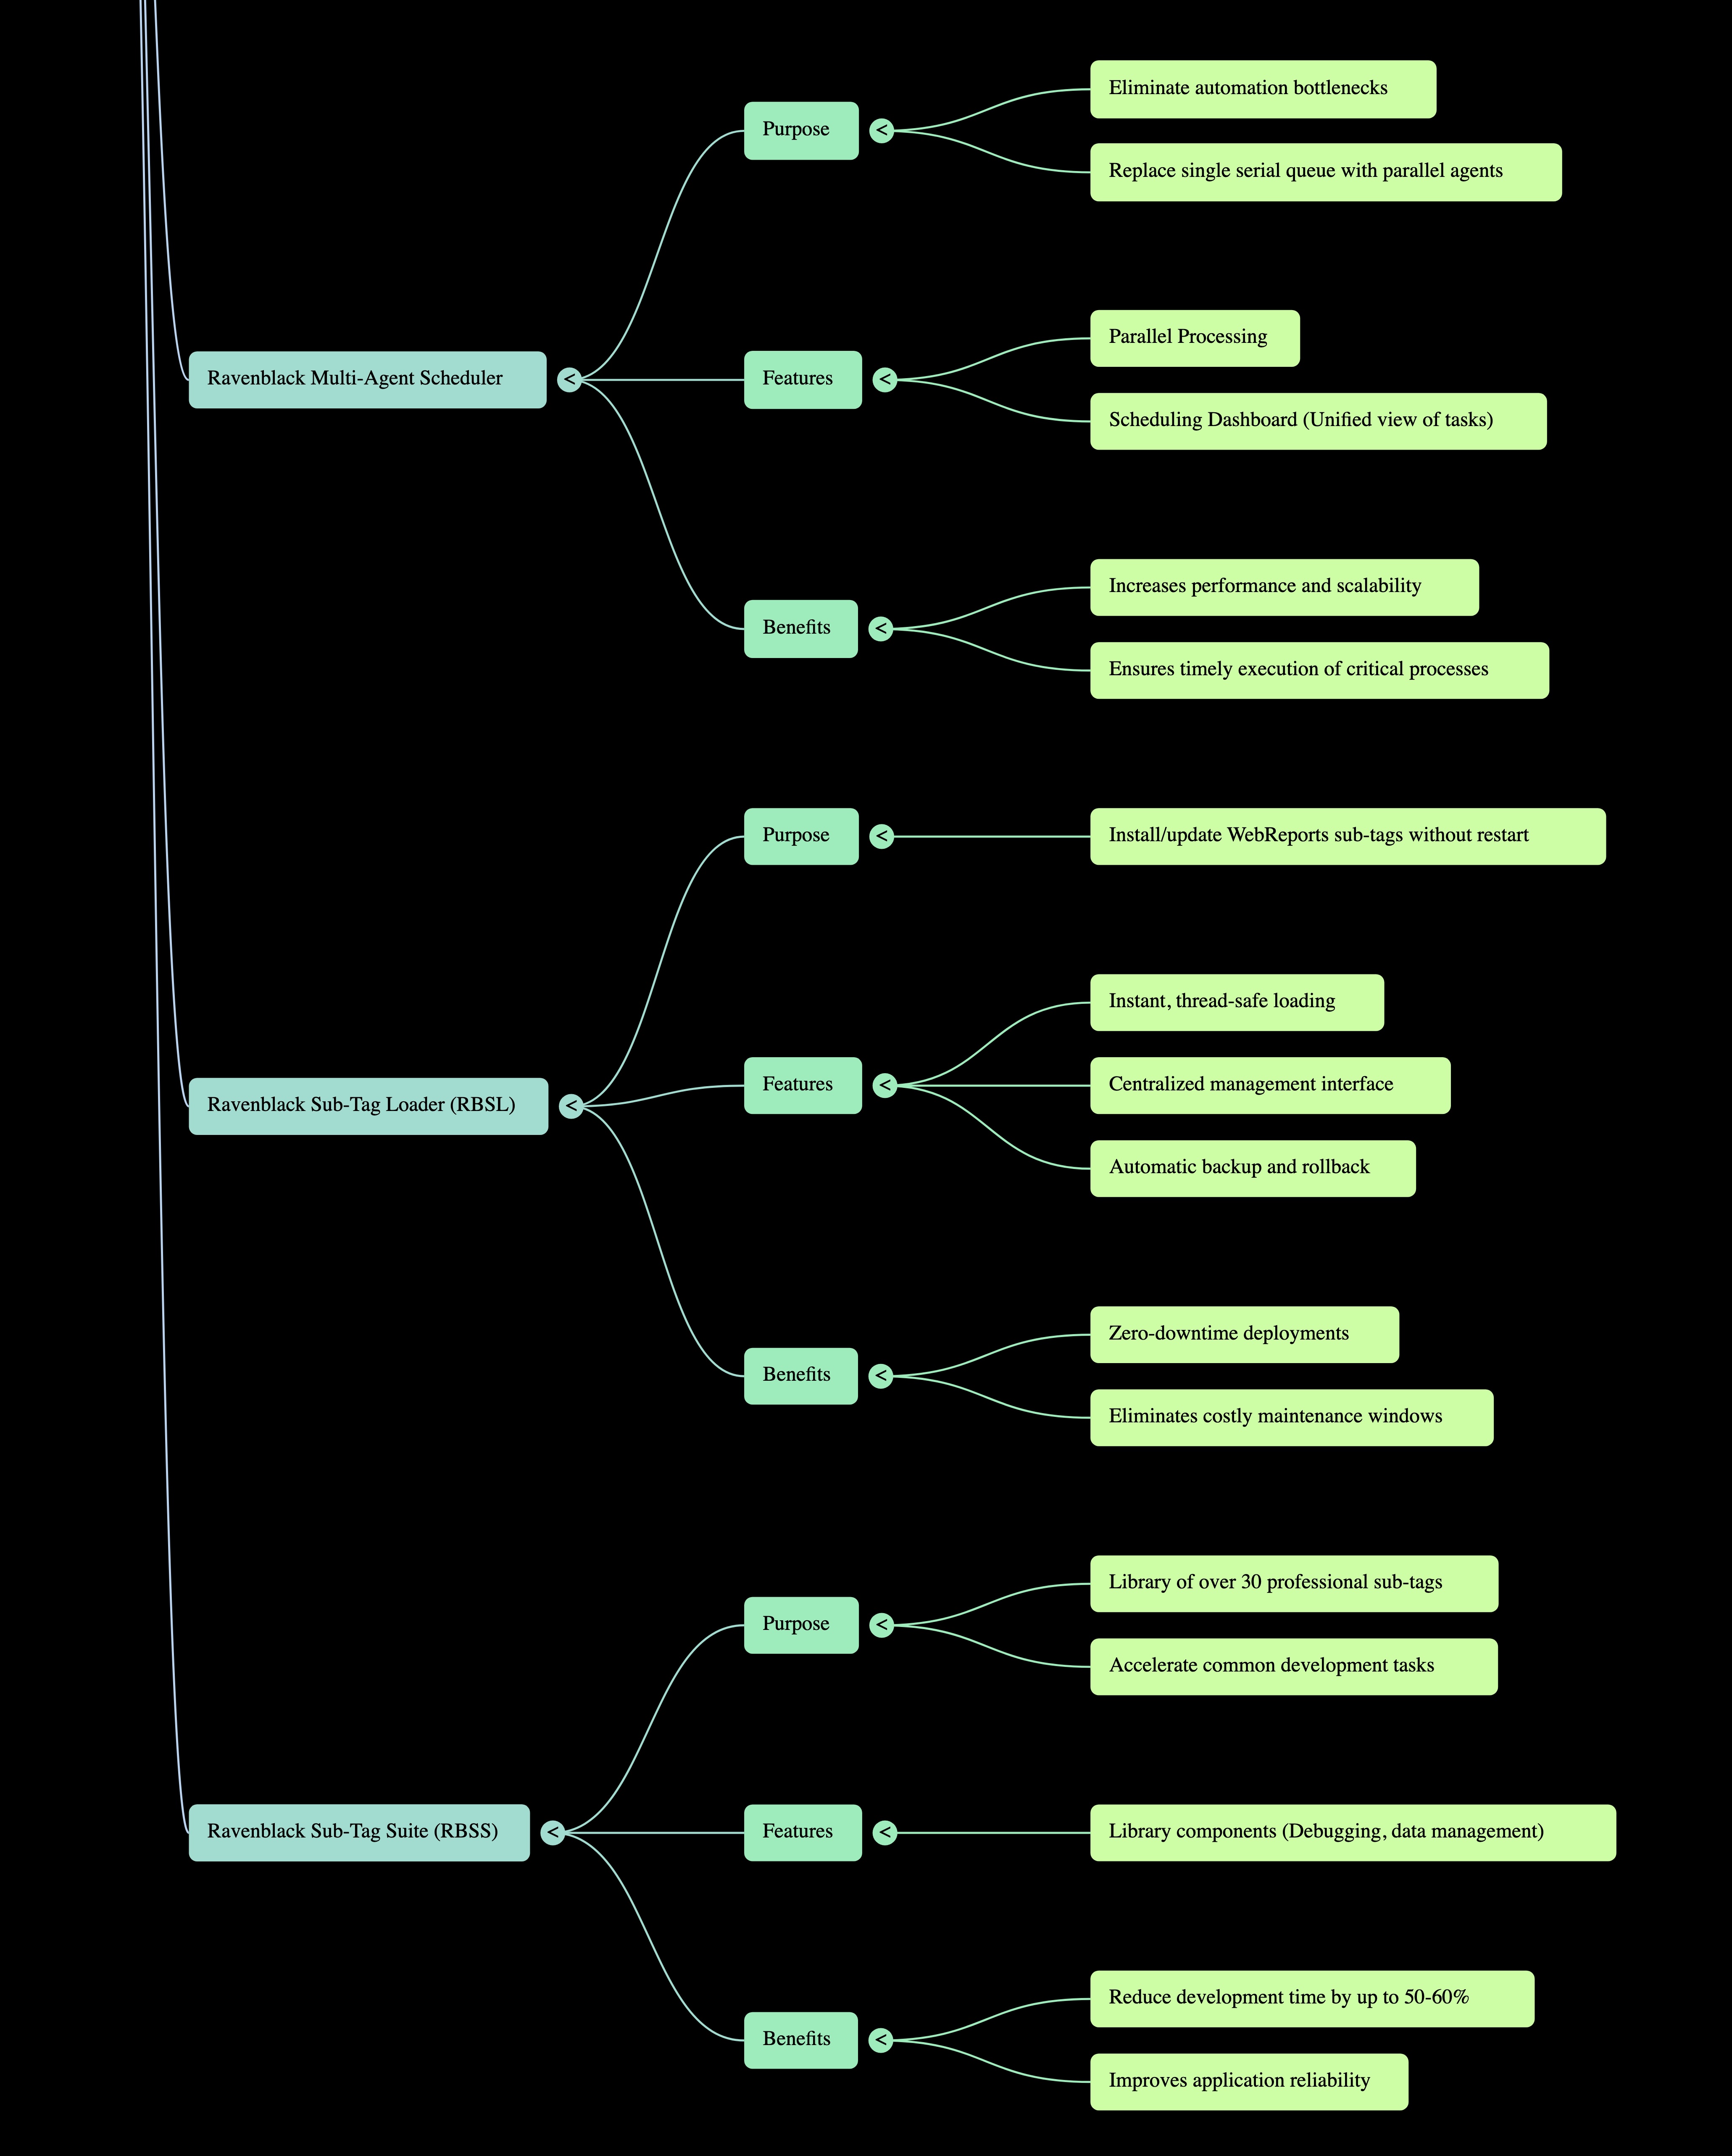 Ravenblack Multi-Agent Scheduler
Purpose
Eliminate automation bottlenecks
Replace single serial queue with parallel agents
Features
Parallel Processing
Scheduling Dashboard (Unified view of tasks)
Benefits
Increases performance and scalability
Ensures timely execution of critical processes
Ravenblack Sub-Tag Loader (RBSL)
Purpose
Install/update WebReports sub-tags without restart
Features
Instant, thread-safe loading
Centralized management interface
Automatic backup and rollback
Benefits
Zero-downtime deployments
Eliminates costly maintenance windows
Ravenblack Sub-Tag Suite (RBSS)
Purpose
Library of over 30 professional sub-tags
Accelerate common development tasks
Features
Library components (Debugging, data management)
Benefits
Reduce development time by up to 50-60%
Improves application reliability